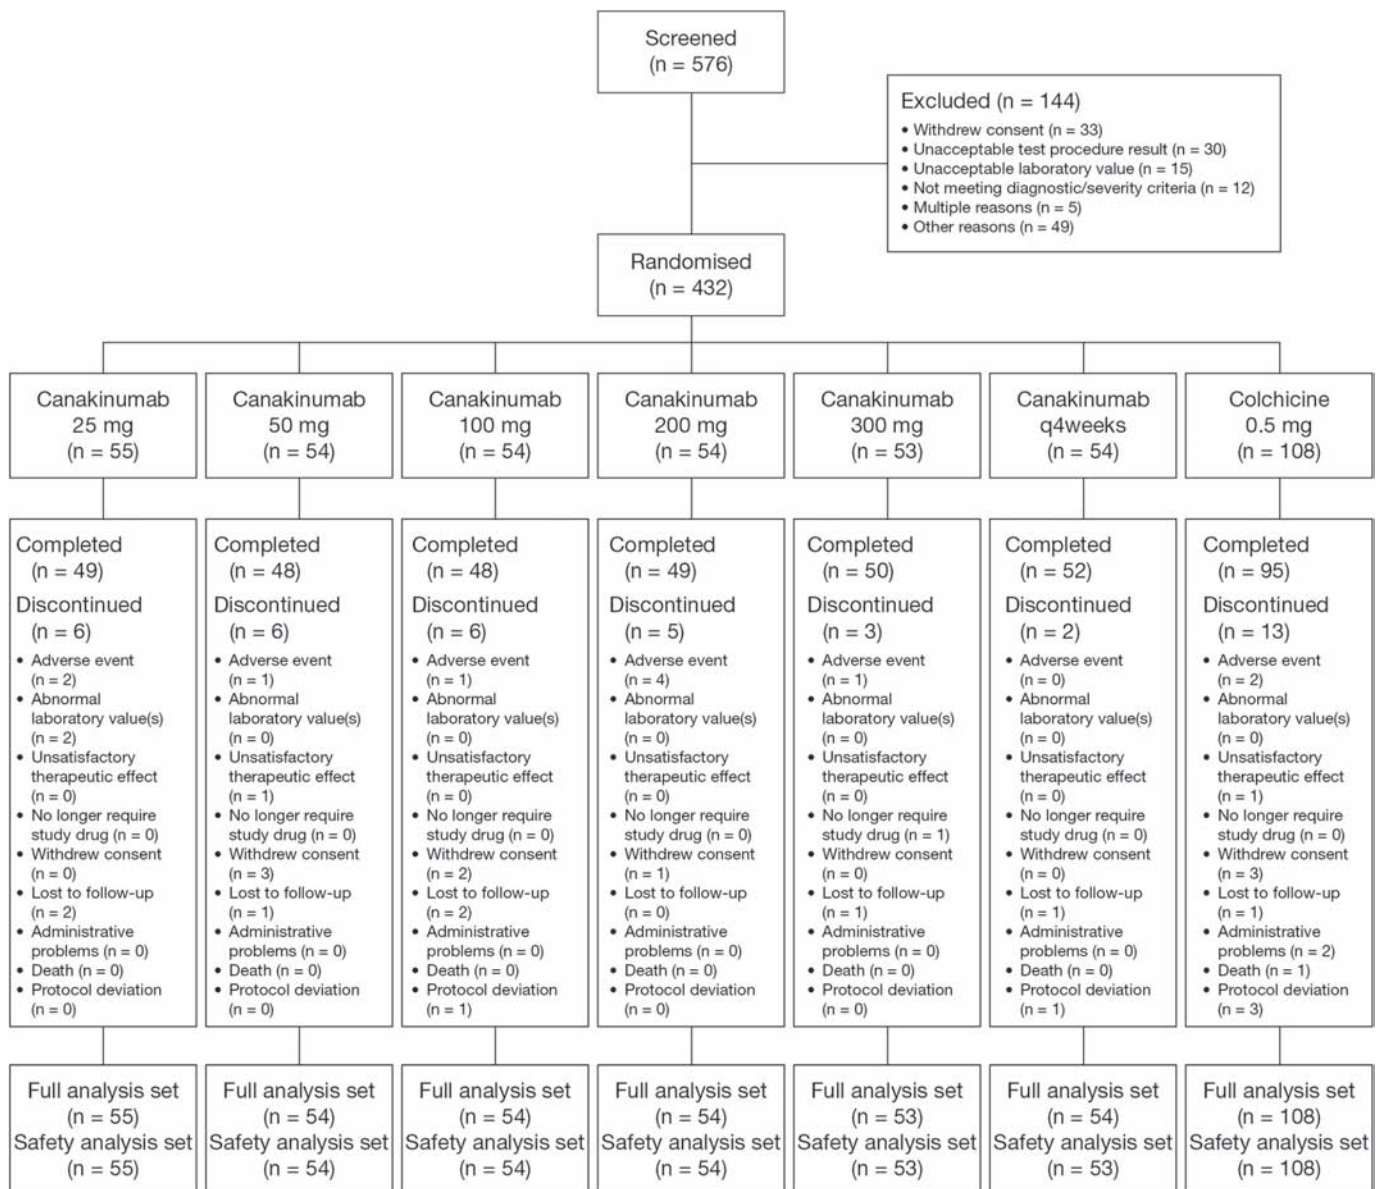 Screened
(n = 576)
Excluded (n = 144)
• Withdrew consent (n = 33)
• Unacceptable test procedure result (n = 30)
• Unacceptable laboratory value (n = 15)
• Not meeting diagnostic/severity criteria (n = 12)
• Multiple reasons (n = 5)
• Other reasons (n = 49)
Randomised
(n = 432)
Canakinumab
25 mg
(n = 55)
Canakinumab
50 mg
(n = 54)
Canakinumab
100 mg
(n = 54)
Canakinumab
200 mg
(n = 54)
Canakinumab
300 mg
(n = 53)
Canakinumab
q4weeks
(n = 54)
Colchicine
0.5 mg
(n = 108)
Completed
(n = 49)
Discontinued
(n = 6)
• Adverse event
(n = 2)
• Abnormal
laboratory value(s)
(n = 2)
• Unsatisfactory
therapeutic effect
(n = 0)
• No longer require
study drug (n = 0)
• Withdrew consent
(n = 0)
• Lost to follow-up
(n = 2)
• Administrative
problems (n = 0)
• Death (n = 0)
• Protocol deviation
(n = 0)
Completed
(n = 48)
Discontinued
(n = 6)
• Adverse event
(n = 1)
• Abnormal
laboratory value(s)
(n = 0)
• Unsatisfactory
therapeutic effect
(n = 1)
• No longer require
study drug (n = 0)
• Withdrew consent
(n = 3)
• Lost to follow-up
(n = 1)
• Administrative
problems (n = 0)
• Death (n = 0)
• Protocol deviation
(n = 0)
Completed
(n = 48)
Discontinued
(n = 6)
• Adverse event
(n = 1)
• Abnormal
laboratory value(s)
(n = 0)
• Unsatisfactory
therapeutic effect
(n = 0)
• No longer require
study drug (n = 0)
• Withdrew consent
(n = 2)
• Lost to follow-up
(n = 2)
• Administrative
problems (n = 0)
• Death (n = 0)
• Protocol deviation
(n = 1)
Completed
(n = 49)
Discontinued
(n = 5)
• Adverse event
(n = 4)
• Abnormal
laboratory value(s)
(n = 0)
• Unsatisfactory
therapeutic effect
(n = 0)
• No longer require
study drug (n = 0)
• Withdrew consent
(n = 1)
• Lost to follow-up
(n = 0)
• Administrative
problems (n = 0)
• Death (n = 0)
• Protocol deviation
(n = 0)
Completed
(n = 50)
Discontinued
(n = 3)
• Adverse event
(n = 1)
• Abnormal
laboratory value(s)
(n = 0)
• Unsatisfactory
therapeutic effect
(n = 0)
• No longer require
study drug (n = 1)
• Withdrew consent
(n = 0)
• Lost to follow-up
(n = 1)
• Administrative
problems (n = 0)
• Death (n = 0)
• Protocol deviation
(n = 0)
Completed
(n = 52)
Discontinued
(n = 2)
• Adverse event
(n = 0)
• Abnormal
laboratory value(s)
(n = 0)
• Unsatisfactory
therapeutic effect
(n = 0)
• No longer require
study drug (n = 0)
• Withdrew consent
(n = 0)
• Lost to follow-up
(n = 1)
• Administrative
problems (n = 0)
• Death (n = 0)
• Protocol deviation
(n = 1)
Completed
(n = 95)
Discontinued
(n = 13)
• Adverse event
(n = 2)
• Abnormal
laboratory value(s)
(n = 0)
• Unsatisfactory
therapeutic effect
(n = 1)
• No longer require
study drug (n = 0)
• Withdrew consent
(n = 3)
• Lost to follow-up
(n = 1)
• Administrative
problems (n = 2)
• Death (n = 1)
• Protocol deviation
(n = 3)
Full analysis set
(n = 55)
Safety analysis set
(n = 55)
Full analysis set
(n = 54)
Safety analysis set
(n = 54)
Full analysis set
(n = 54)
Safety analysis set
(n = 54)
Full analysis set
(n = 54)
Safety analysis set
(n = 54)
Full analysis set
(n = 53)
Safety analysis set
(n = 53)
Full analysis set
(n = 54)
Safety analysis set
(n = 53)
Full analysis set
(n = 108)
Safety analysis set
(n = 108)